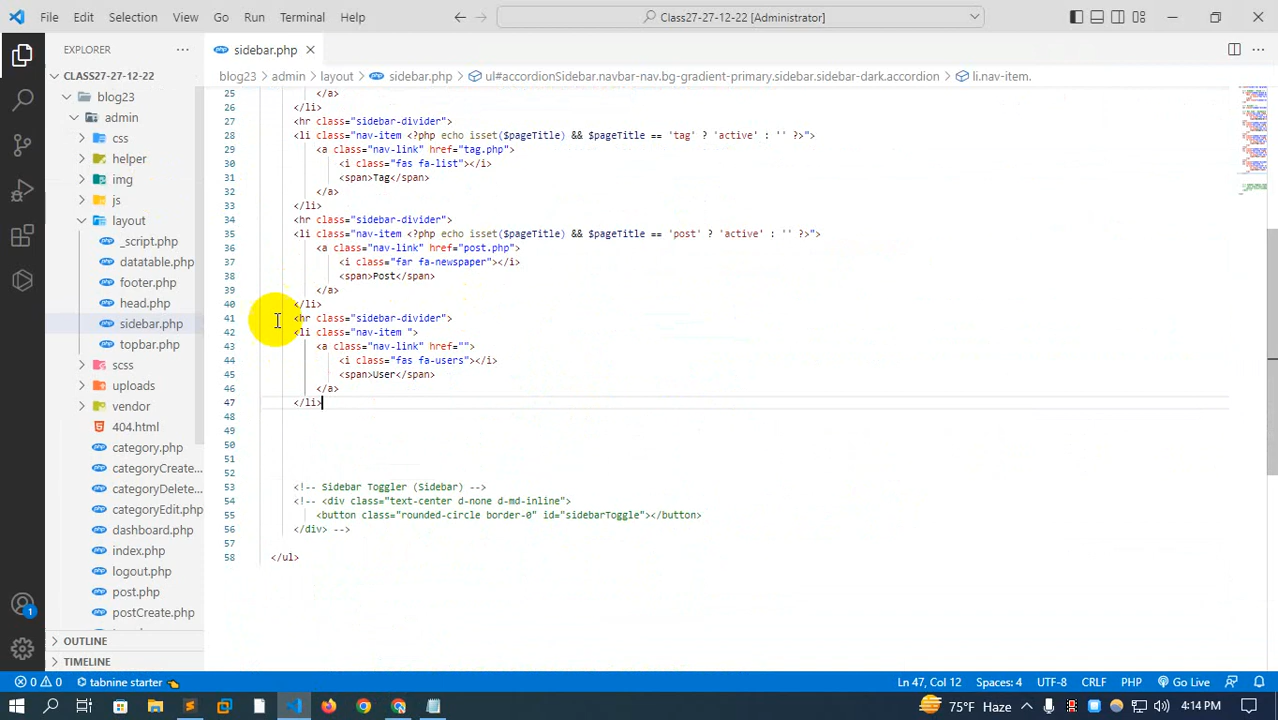 File Edit Selection View Go Run Terminal Help
Class27-27-12-22 [Administrator]
EXPLORER
sidebar.php
CLASS27-27-12-22
blog23 > admin > layout > sidebar.php > ul#accordionSidebar.navbar-nav.bg-gradient-primary.sidebar.sidebar-dark.accordion > li.nav-item.
blog23
admin
css
helper
img
js
layout
_script.php
datatable.php
footer.php
head.php
sidebar.php
topbar.php
scss
uploads
vendor
404.html
category.php
categoryCreate...
categoryDelete...
categoryEdit.php
dashboard.php
index.php
logout.php
post.php
postCreate.php
OUTLINE
TIMELINE
25 </a>
26 </li>
27 <hr class="sidebar-divider">
28 <li class="nav-item <?php echo isset($pageTitle) && $pageTitle == 'tag' ? 'active' : '' ?>">
29 <a class="nav-link" href="tag.php">
30 <i class="fas fa-list"></i>
31 <span>Tag</span>
32 </a>
33 </li>
34 <hr class="sidebar-divider">
35 <li class="nav-item <?php echo isset($pageTitle) && $pageTitle == 'post' ? 'active' : '' ?>">
36 <a class="nav-link" href="post.php">
37 <i class="far fa-newspaper"></i>
38 <span>Post</span>
39 </a>
40 </li>
41 <hr class="sidebar-divider">
42 <li class="nav-item ">
43 <a class="nav-link" href="">
44 <i class="fas fa-users"></i>
45 <span>User</span>
46 </a>
47 </li>
48
49
50
51
52
53 <!-- Sidebar Toggler (Sidebar) -->
54 <!-- <div class="text-center d-none d-md-inline">
55 <button class="rounded-circle border-0" id="sidebarToggle"></button>
56 </div> -->
57
58 </ul>
1
0 0 tabnine starter Ln 47, Col 12 Spaces: 4 UTF-8 CRLF PHP Go Live
75°F Haze 4:14 PM